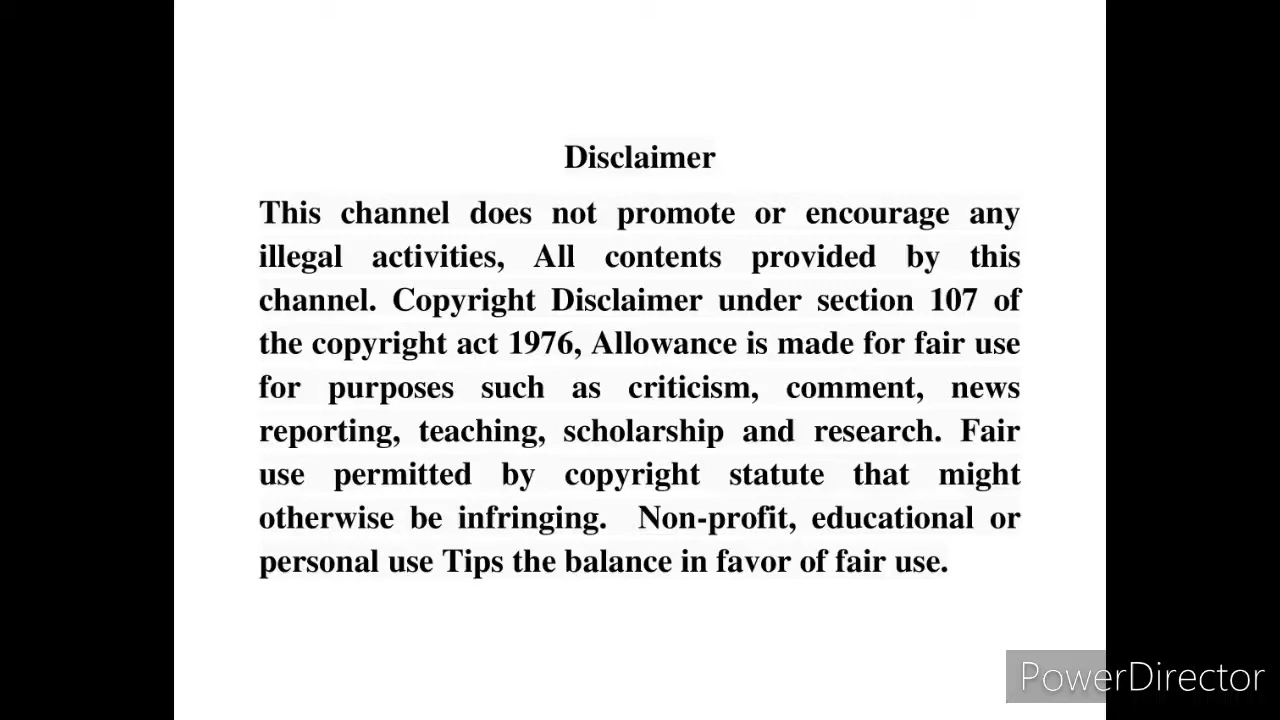 Disclaimer
This channel does not promote or encourage any
illegal activities, All contents provided by this
channel. Copyright Disclaimer under section 107 of
the copyright act 1976, Allowance is made for fair use
for purposes such as criticism, comment, news
reporting, teaching, scholarship and research. Fair
use permitted by copyright statute that might
otherwise be infringing. Non-profit, educational or
personal use Tips the balance in favor of fair use.
PowerDirector